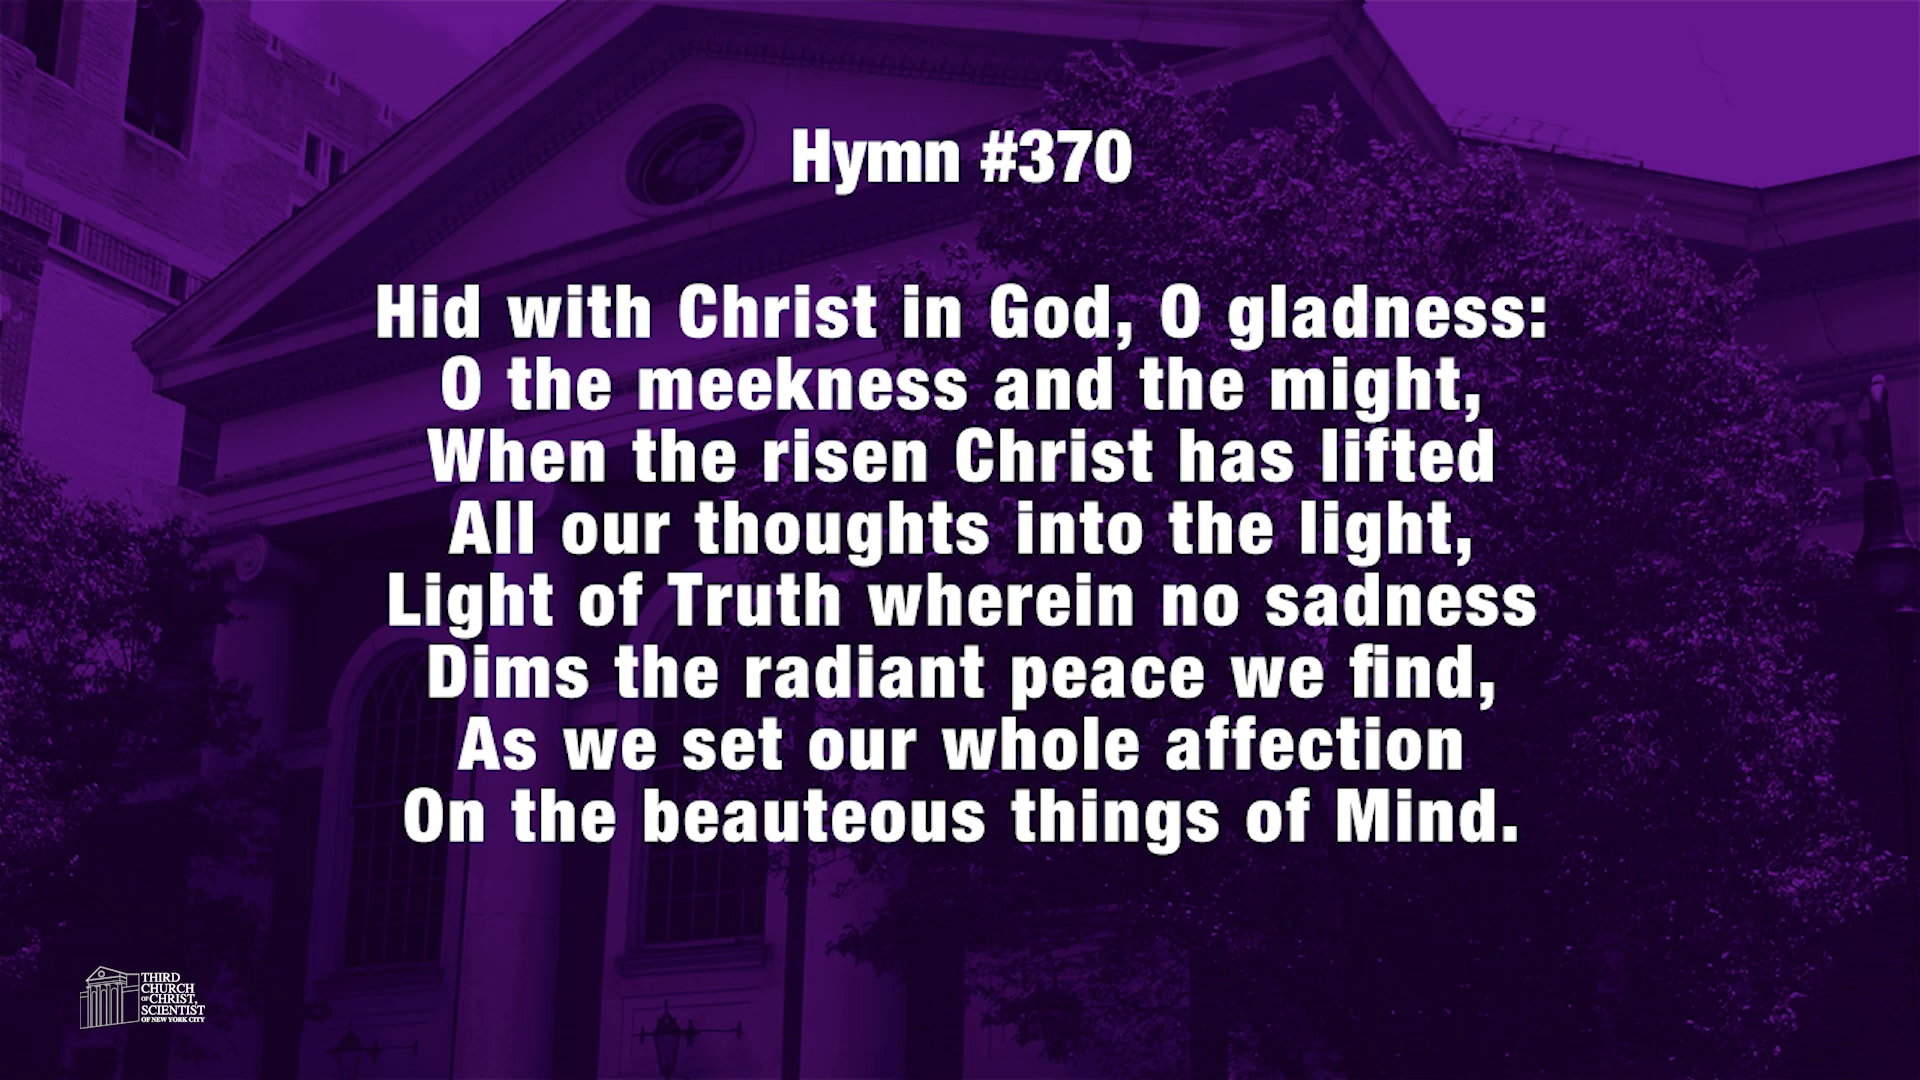 Hymn #370
Hid with Christ in God, O gladness:
O the meekness and the might,
When the risen Christ has lifted
All our thoughts into the light,
Light of Truth wherein no sadness
Dims the radiant peace we find,
As we set our whole affection
On the beauteous things of Mind.
THIRD
CHURCH
OF CHRIST,
SCIENTIST
OF NEW YORK CITY